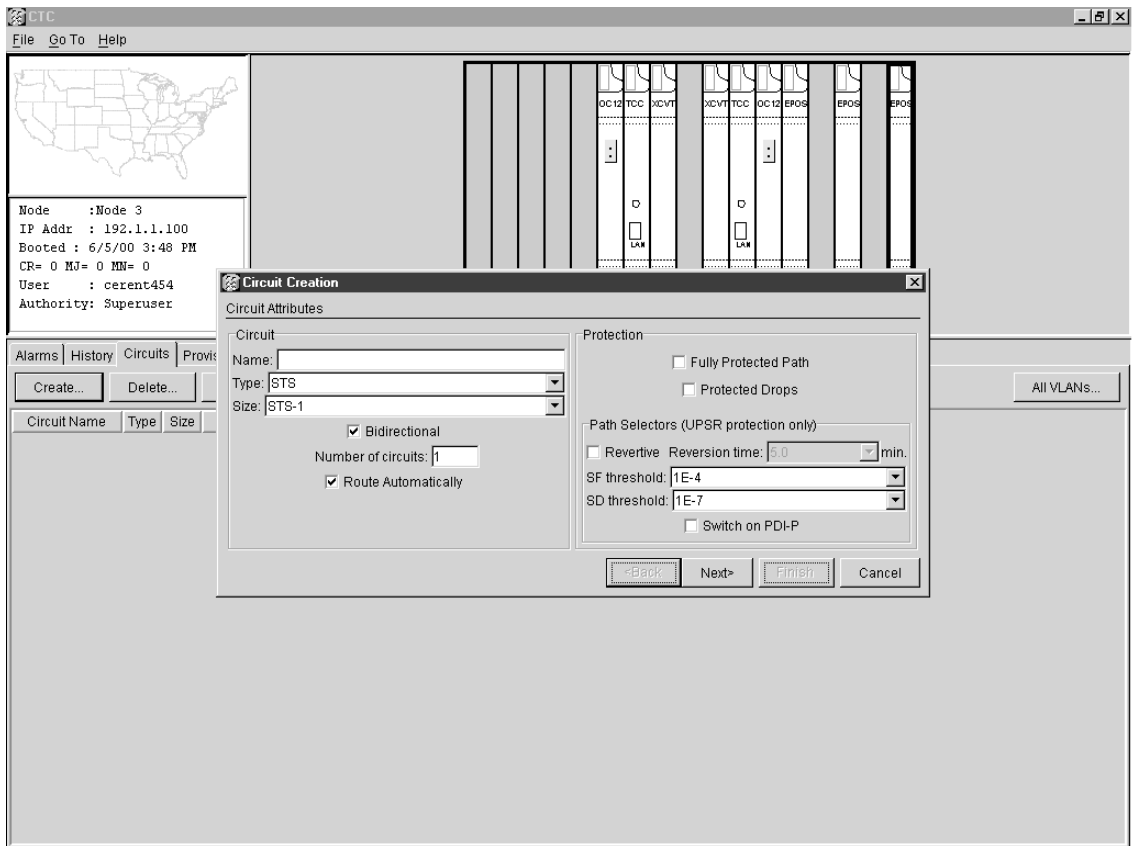 CTC
File Go To Help
OC12 TCC XCVT XCVT TCC OC12 EPOS EPOS EPOS
LAN LAN
Node :Node 3
IP Addr : 192.1.1.100
Booted : 6/5/00 3:48 PM
CR= 0 MJ= 0 MN= 0
User : cerent454
Authority: Superuser
Alarms History Circuits Provis
Create... Delete... All VLANs...
Circuit Name Type Size
Circuit Creation
Circuit Attributes
Circuit
Name:
Type: STS
Size: STS-1
Bidirectional
Number of circuits: 1
Route Automatically
Protection
Fully Protected Path
Protected Drops
Path Selectors (UPSR protection only)
Revertive Reversion time: 5.0 min.
SF threshold: 1E-4
SD threshold: 1E-7
Switch on PDI-P
<Back Next> Finish Cancel